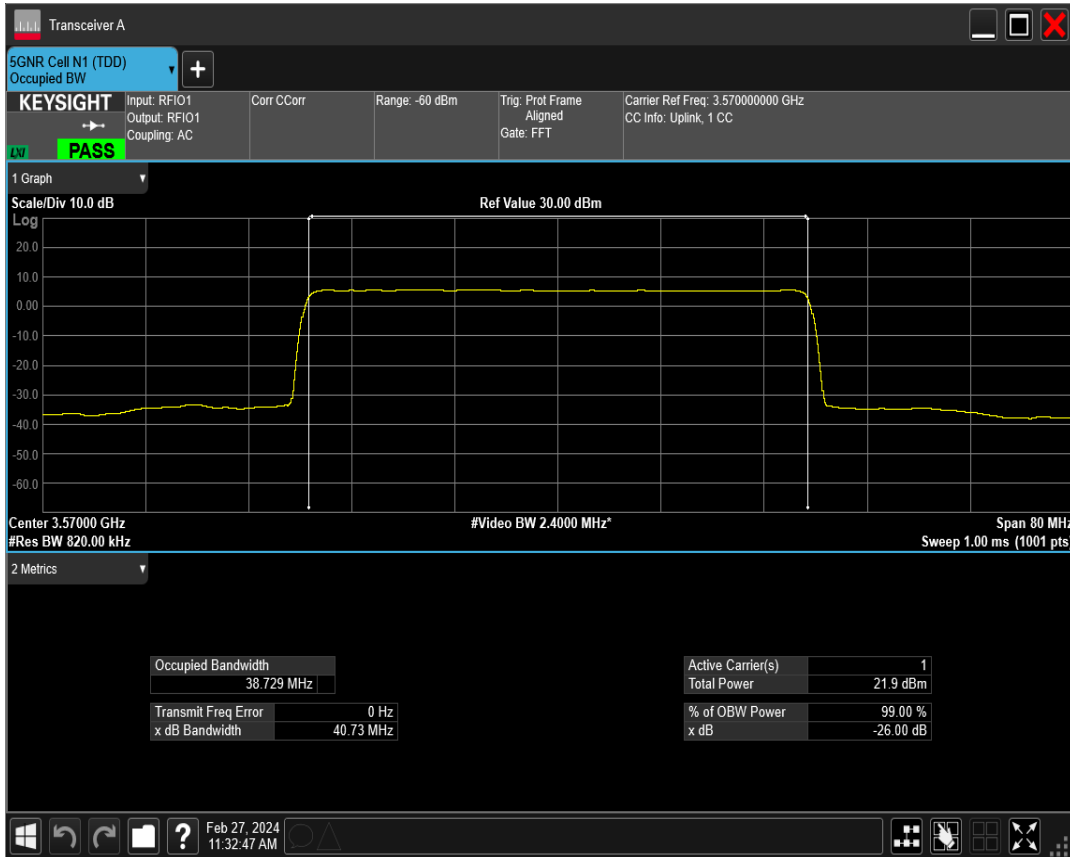 Transceiver A
5GNR Cell N1 (TDD)
Occupied BW
+
KEYSIGHT
LXI
PASS
Input: RFIO1
Output: RFIO1
Coupling: AC
Corr CCorr
Range: -60 dBm
Trig: Prot Frame
Aligned
Gate: FFT
Carrier Ref Freq: 3.570000000 GHz
CC Info: Uplink, 1 CC
1 Graph
Scale/Div 10.0 dB
Ref Value 30.00 dBm
Log
20.0
10.0
0.00
-10.0
-20.0
-30.0
-40.0
-50.0
-60.0
Center 3.57000 GHz
#Video BW 2.4000 MHz*
Span 80 MHz
#Res BW 820.00 kHz
Sweep 1.00 ms (1001 pts)
2 Metrics
Occupied Bandwidth
38.729 MHz
Transmit Freq Error 0 Hz
x dB Bandwidth 40.73 MHz
Active Carrier(s) 1
Total Power 21.9 dBm
% of OBW Power 99.00 %
x dB -26.00 dB
?
Feb 27, 2024
11:32:47 AM